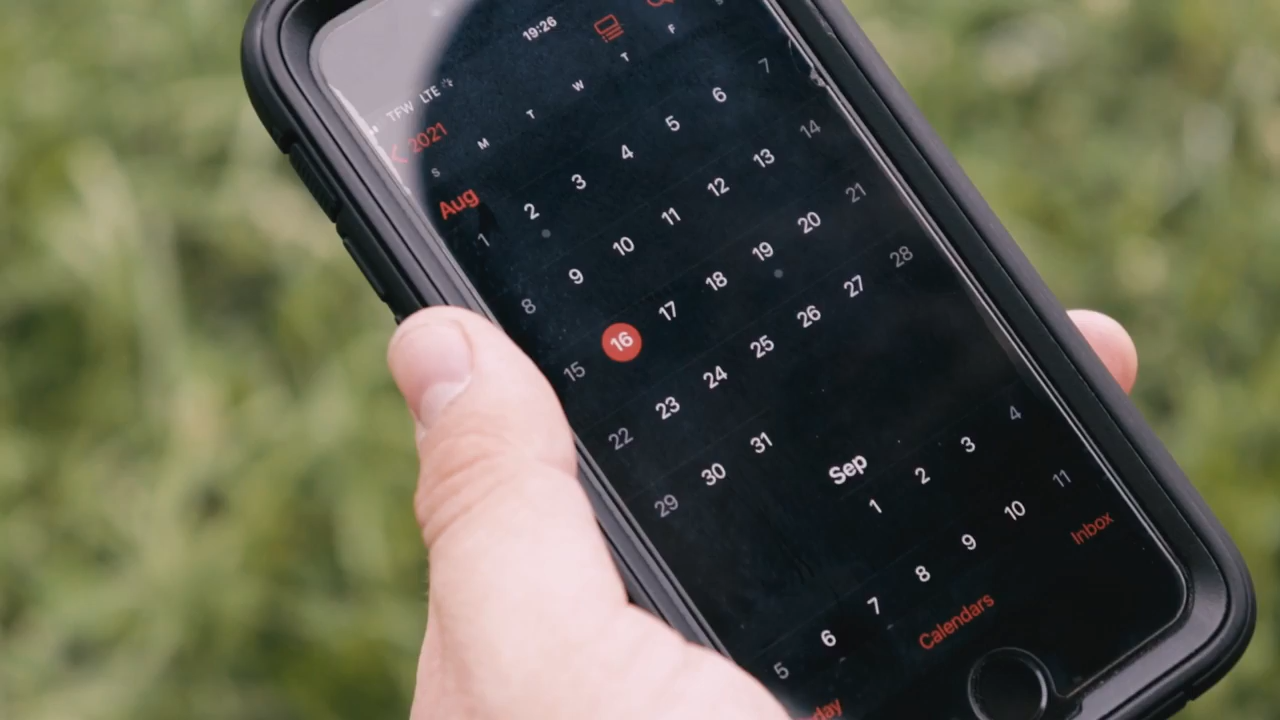 TFW LTE 19:26
2021
S M T W T F S
Aug
1 2 3 4 5 6 7
8 9 10 11 12 13 14
15 16 17 18 19 20 21
22 23 24 25 26 27 28
29 30 31
Sep
1 2 3 4
5 6 7 8 9 10 11
Calendars Inbox